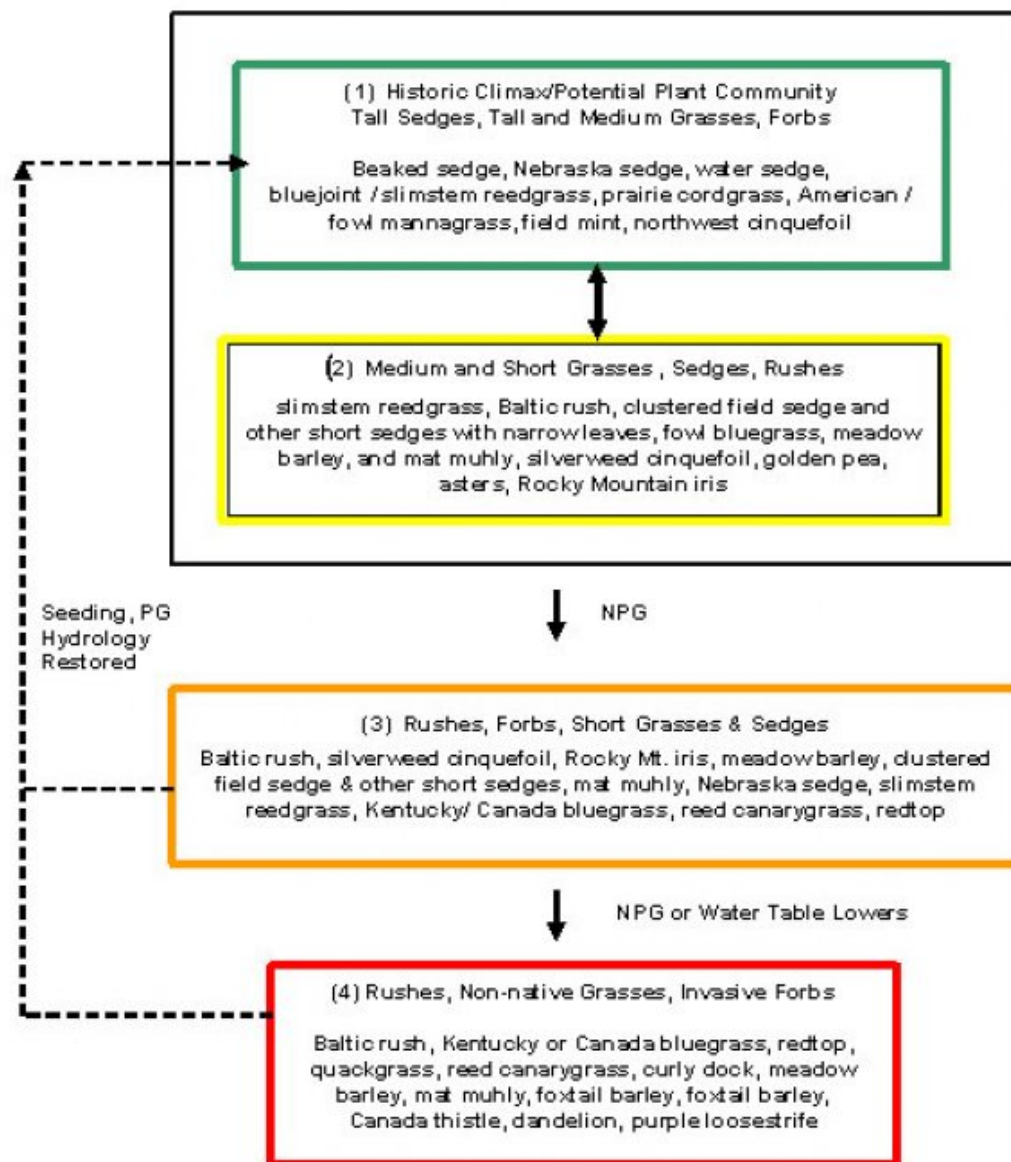 (1) Historic Climax/Potential Plant Community
Tall Sedges, Tall and Medium Grasses, Forbs
Beaked sedge, Nebraska sedge, water sedge,
bluejoint / slimstem reedgrass, prairie cordgrass, American /
fowl mannagrass, field mint, northwest cinquefoil
(2) Medium and Short Grasses , Sedges, Rushes
slimstem reedgrass, Baltic rush, clustered field sedge and
other short sedges with narrow leaves, fowl bluegrass, meadow
barley, and mat muhly, silverweed cinquefoil, golden pea,
asters, Rocky Mountain iris
Seeding, PG
Hydrology
Restored
NPG
(3) Rushes, Forbs, Short Grasses & Sedges
Baltic rush, silverweed cinquefoil, Rocky Mt. iris, meadow barley, clustered
field sedge & other short sedges, mat muhly, Nebraska sedge, slimstem
reedgrass, Kentucky/ Canada bluegrass, reed canarygrass, redtop
NPG or Water Table Lowers
(4) Rushes, Non-native Grasses, Invasive Forbs
Baltic rush, Kentucky or Canada bluegrass, redtop,
quackgrass, reed canarygrass, curly dock, meadow
barley, mat muhly, foxtail barley, foxtail barley,
Canada thistle, dandelion, purple loosestrife